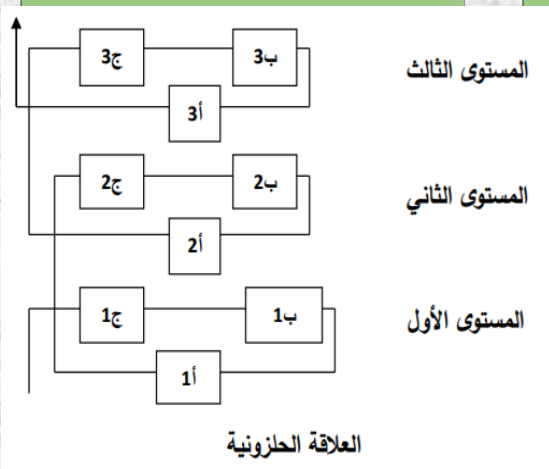 ج3
ب3
المستوى الثالث
أ3
ج2
ب2
المستوى الثاني
أ2
ج1
ب1
المستوى الأول
أ1
العلاقة الحلزونية